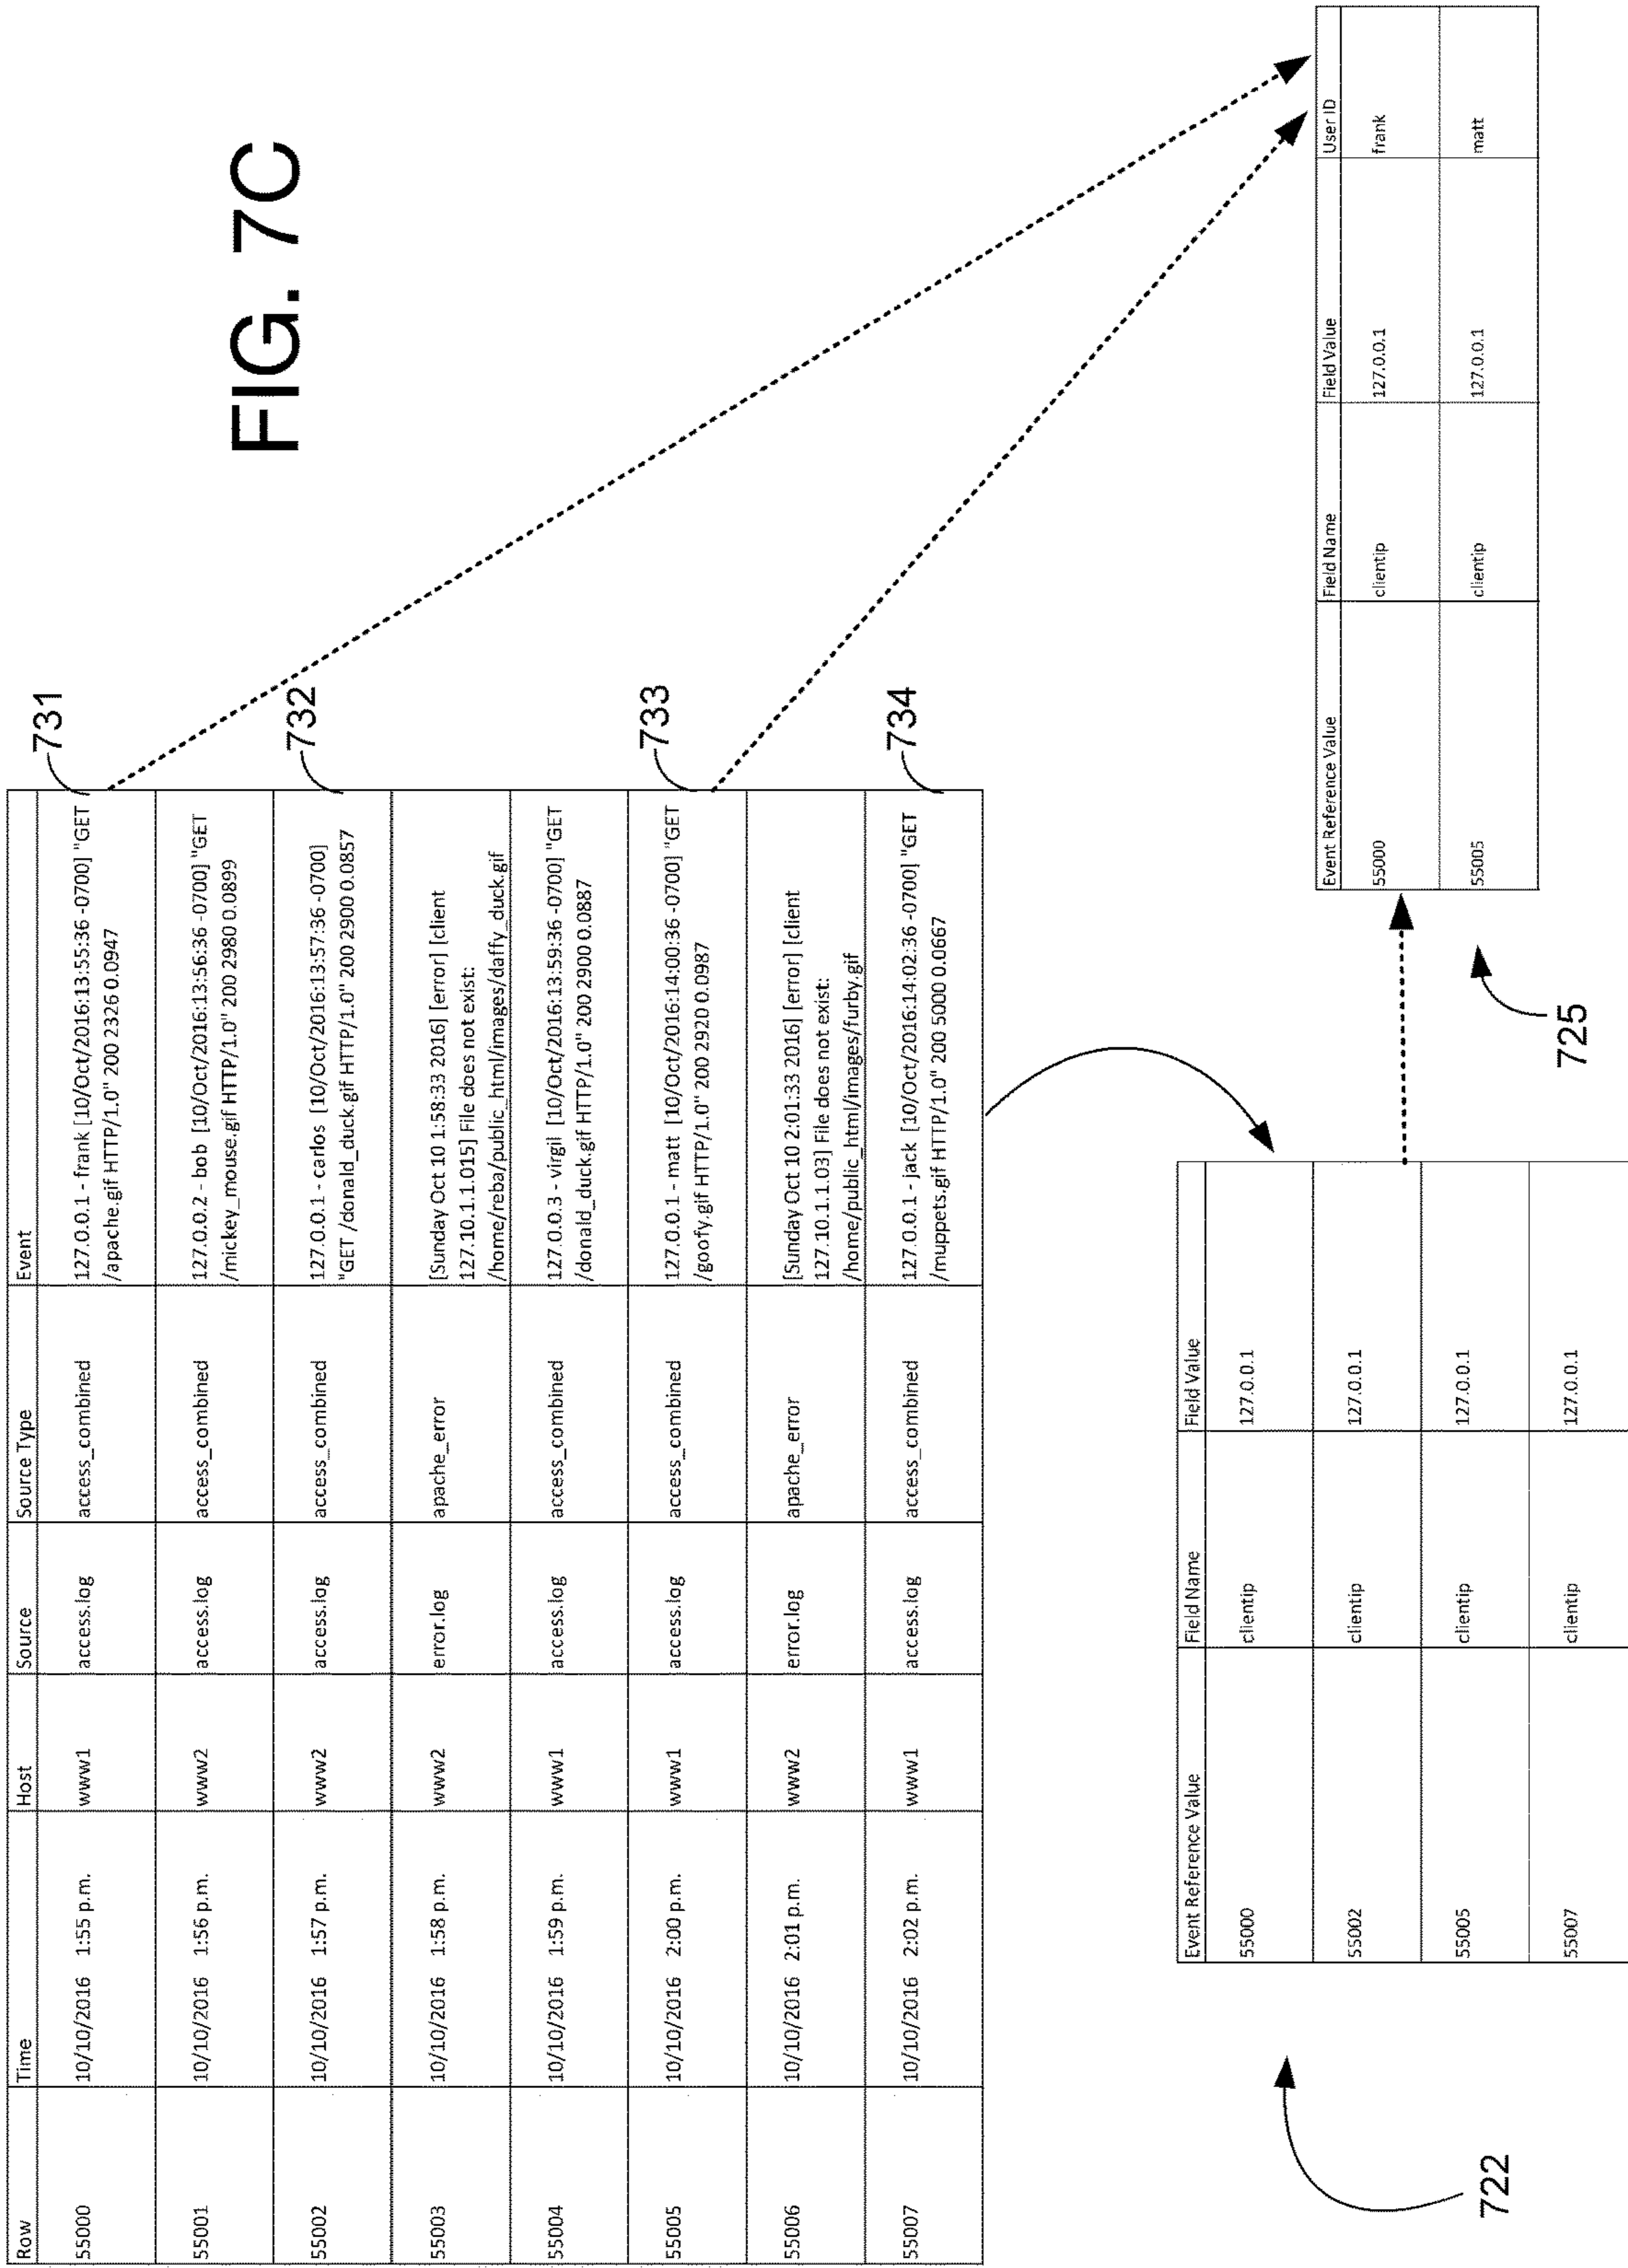 FIG. 7C
Row Time Host Source Source Type Event
55000 10/10/2016 1:55 p.m. www1 access.log access_combined 127.0.0.1 - frank [10/Oct/2016:13:55:36 -0700] "GET
/apache.gif HTTP/1.0" 200 2326 0.0947
731
55001 10/10/2016 1:56 p.m. www2 access.log access_combined 127.0.0.2 - bob [10/Oct/2016:13:56:36 -0700] "GET
/mickey_mouse.gif HTTP/1.0" 200 2980 0.0899
55002 10/10/2016 1:57 p.m. www2 access.log access_combined 127.0.0.1 - carlos [10/Oct/2016:13:57:36 -0700]
"GET /donald_duck.gif HTTP/1.0" 200 2900 0.0857
732
55003 10/10/2016 1:58 p.m. www2 error.log apache_error [Sunday Oct 10 1:58:33 2016] [error] [client
127.10.1.1.015] File does not exist:
/home/reba/public_html/images/daffy_duck.gif
55004 10/10/2016 1:59 p.m. www1 access.log access_combined 127.0.0.3 - virgil [10/Oct/2016:13:59:36 -0700] "GET
/donald_duck.gif HTTP/1.0" 200 2900 0.0887
55005 10/10/2016 2:00 p.m. www1 access.log access_combined 127.0.0.1 - matt [10/Oct/2016:14:00:36 -0700] "GET
/goofy.gif HTTP/1.0" 200 2920 0.0987
733
55006 10/10/2016 2:01 p.m. www2 error.log apache_error [Sunday Oct 10 2:01:33 2016] [error] [client
127.10.1.1.03] File does not exist:
/home/public_html/images/furby.gif
55007 10/10/2016 2:02 p.m. www1 access.log access_combined 127.0.0.1 - jack [10/Oct/2016:14:02:36 -0700] "GET
/muppets.gif HTTP/1.0" 200 5000 0.0667
734
Event Reference Value Field Name Field Value
55000 clientip 127.0.0.1
55002 clientip 127.0.0.1
55005 clientip 127.0.0.1
55007 clientip 127.0.0.1
722
Event Reference Value Field Name Field Value User ID
55000 clientip 127.0.0.1 frank
55005 clientip 127.0.0.1 matt
725